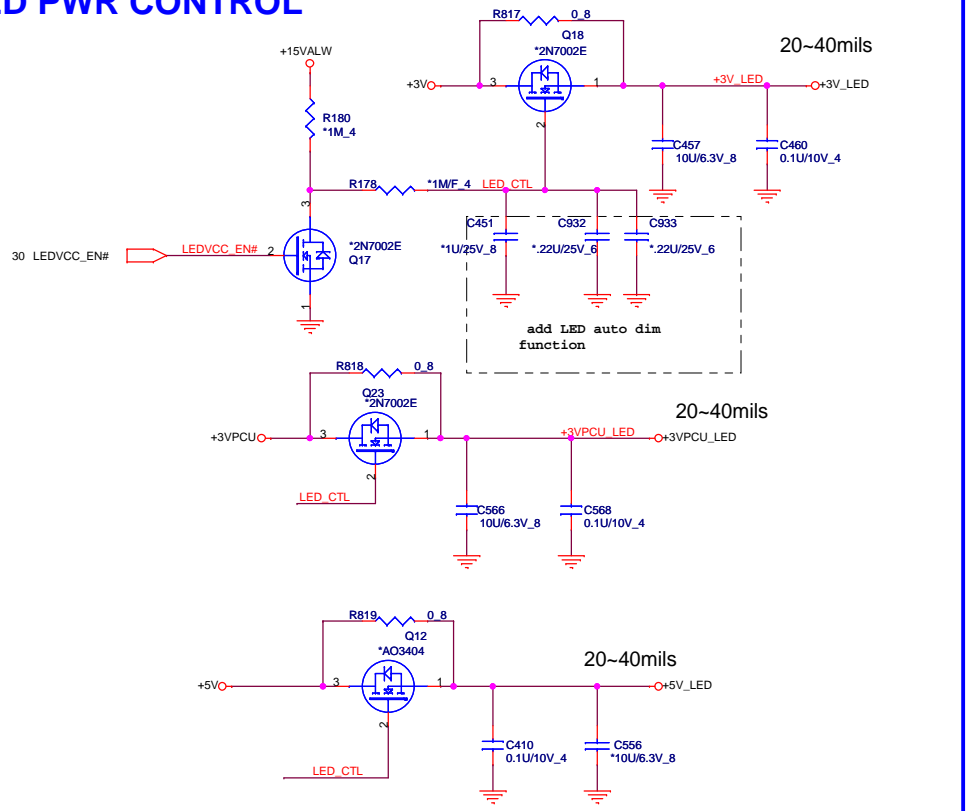 ED PWR CONTROL
R817 0_8
Q18
*2N7002E
20~40mils
+15VALW
+3V 3 1 +3V_LED +3V_LED
2
R180
*1M_4
C457
10U/6.3V_8
C460
0.1U/10V_4
R178 *1M/F_4 LED_CTL
3
C451
*1U/25V_8
C932
*.22U/25V_6
C933
*.22U/25V_6
30 LEDVCC_EN# LEDVCC_EN# 2
*2N7002E
Q17
1
add LED auto dim
function
R818 0_8
Q23
*2N7002E
20~40mils
+3VPCU 3 1 +3VPCU_LED +3VPCU_LED
2
LED_CTL
C566
10U/6.3V_8
C568
0.1U/10V_4
R819 0_8
Q12
*AO3404
20~40mils
+5V 3 1 +5V_LED
2
C410
0.1U/10V_4
C556
*10U/6.3V_8
LED_CTL